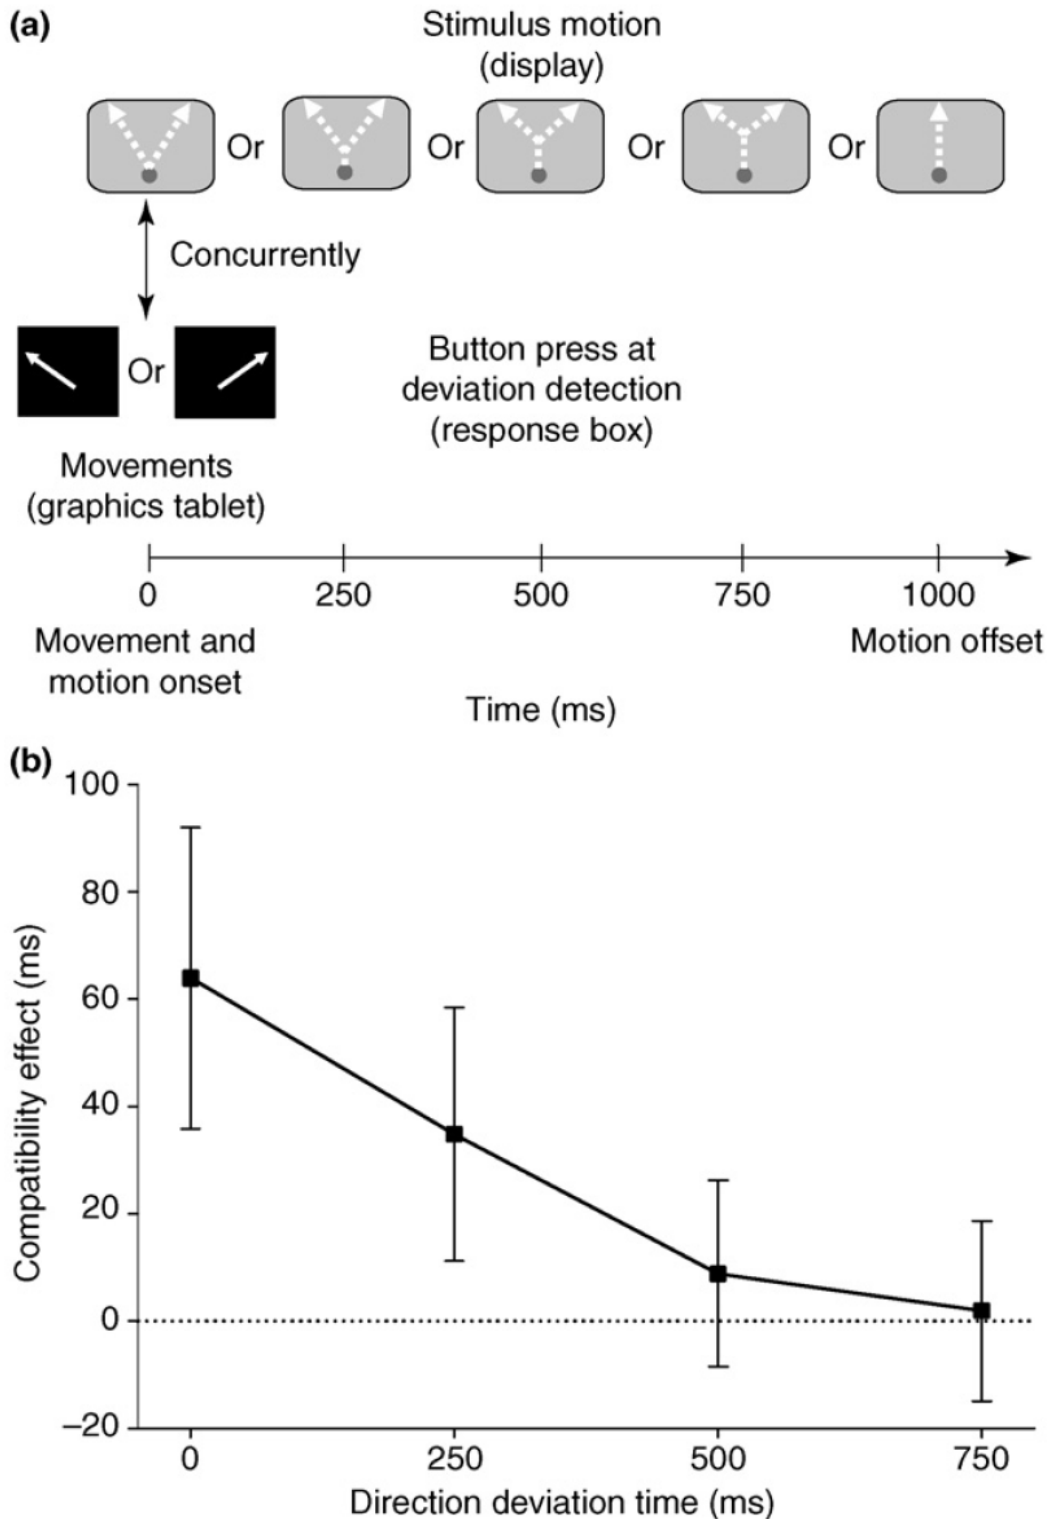 (a)
Stimulus motion
(display)
Or Or Or Or
Concurrently
Or
Button press at
deviation detection
(response box)
Movements
(graphics tablet)
0 250 500 750 1000
Movement and
motion onset
Motion offset
Time (ms)
(b)
100
80
60
40
20
0
–20
Compatibility effect (ms)
0 250 500 750
Direction deviation time (ms)